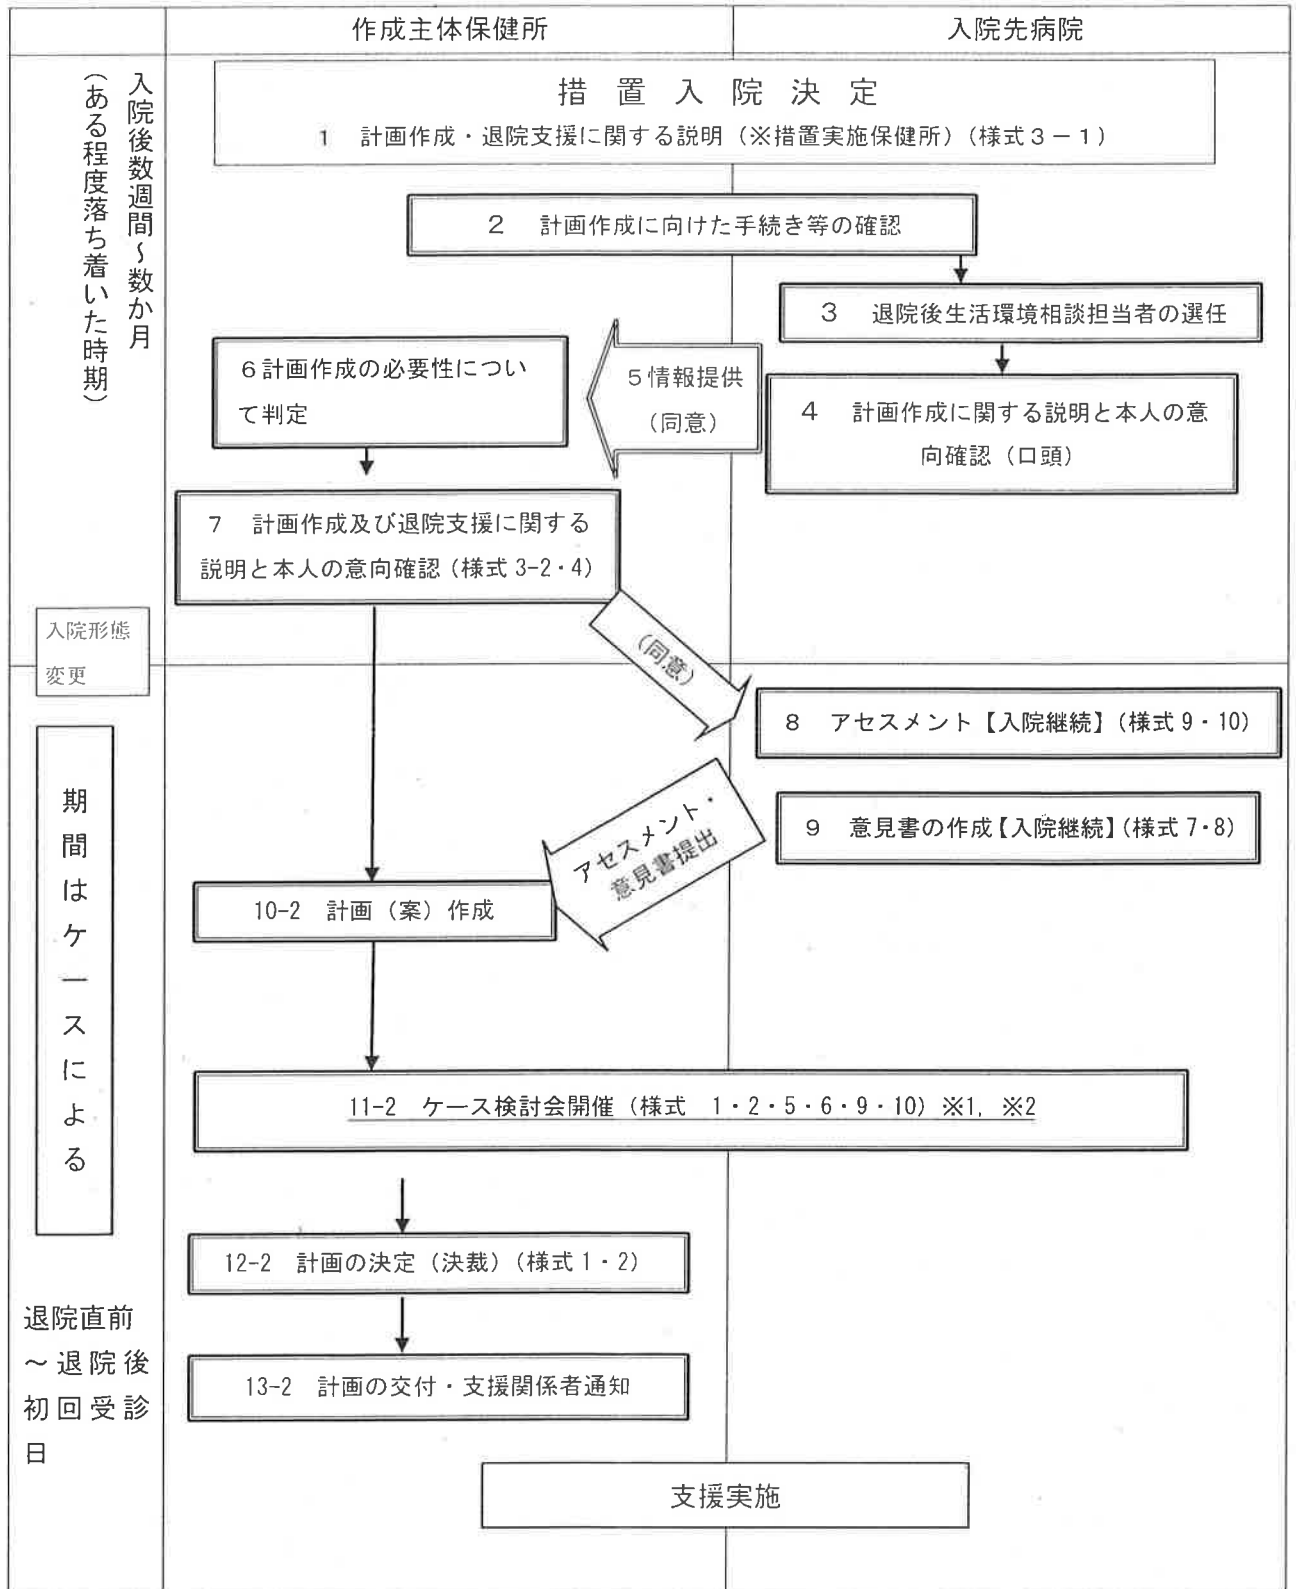 作成主体保健所
入院先病院
入院後数週間～数か月
（ある程度落ち着いた時期）
措置入院決定
1　計画作成・退院支援に関する説明（※措置実施保健所）（様式３－１）
2　計画作成に向けた手続き等の確認
3　退院後生活環境相談担当者の選任
4　計画作成に関する説明と本人の意
向確認（口頭）
5情報提供
（同意）
6計画作成の必要性につい
て判定
7　計画作成及び退院支援に関する
説明と本人の意向確認（様式 3-2・4）
入院形態
変更
（同意）
8　アセスメント【入院継続】（様式 9・10）
9　意見書の作成【入院継続】（様式 7・8）
アセスメント・
意見書提出
期間はケースによる
10-2　計画（案）作成
11-2　ケース検討会開催（様式　1・2・5・6・9・10）※1，※2
12-2　計画の決定（決裁）（様式 1・2）
退院直前
～退院後
初回受診
日
13-2　計画の交付・支援関係者通知
支援実施